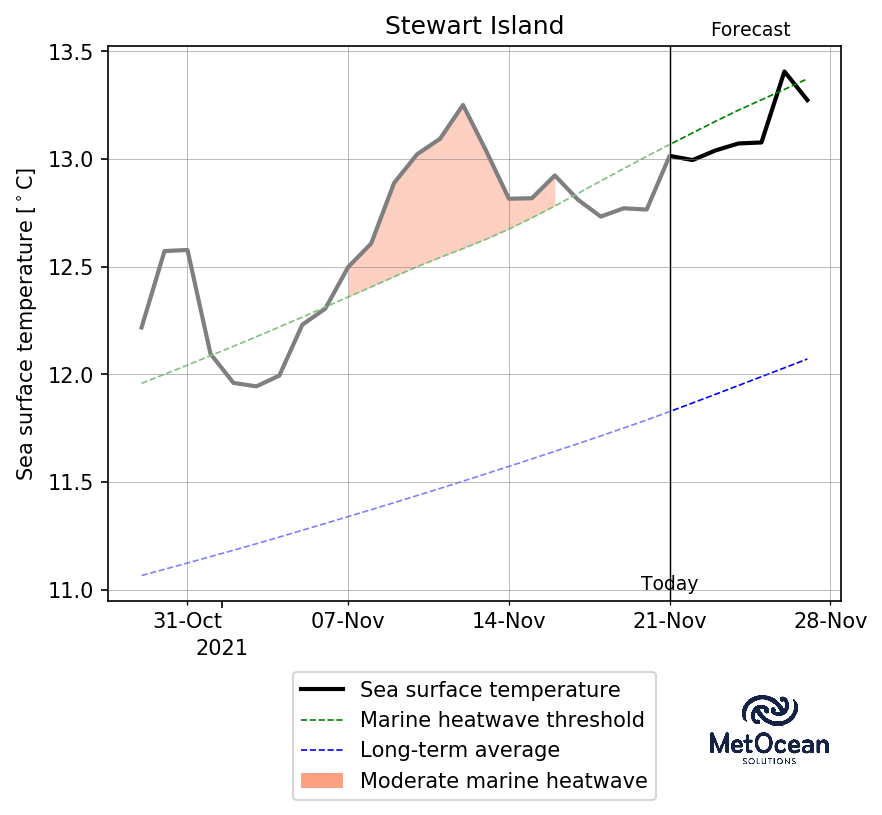 Stewart Island
Forecast
13.5
13.0
12.5
12.0
11.5
11.0
Sea surface temperature [°C]
Today
31-Oct 07-Nov 14-Nov 21-Nov 28-Nov
2021
Sea surface temperature
Marine heatwave threshold
Long-term average
Moderate marine heatwave
MetOcean
SOLUTIONS